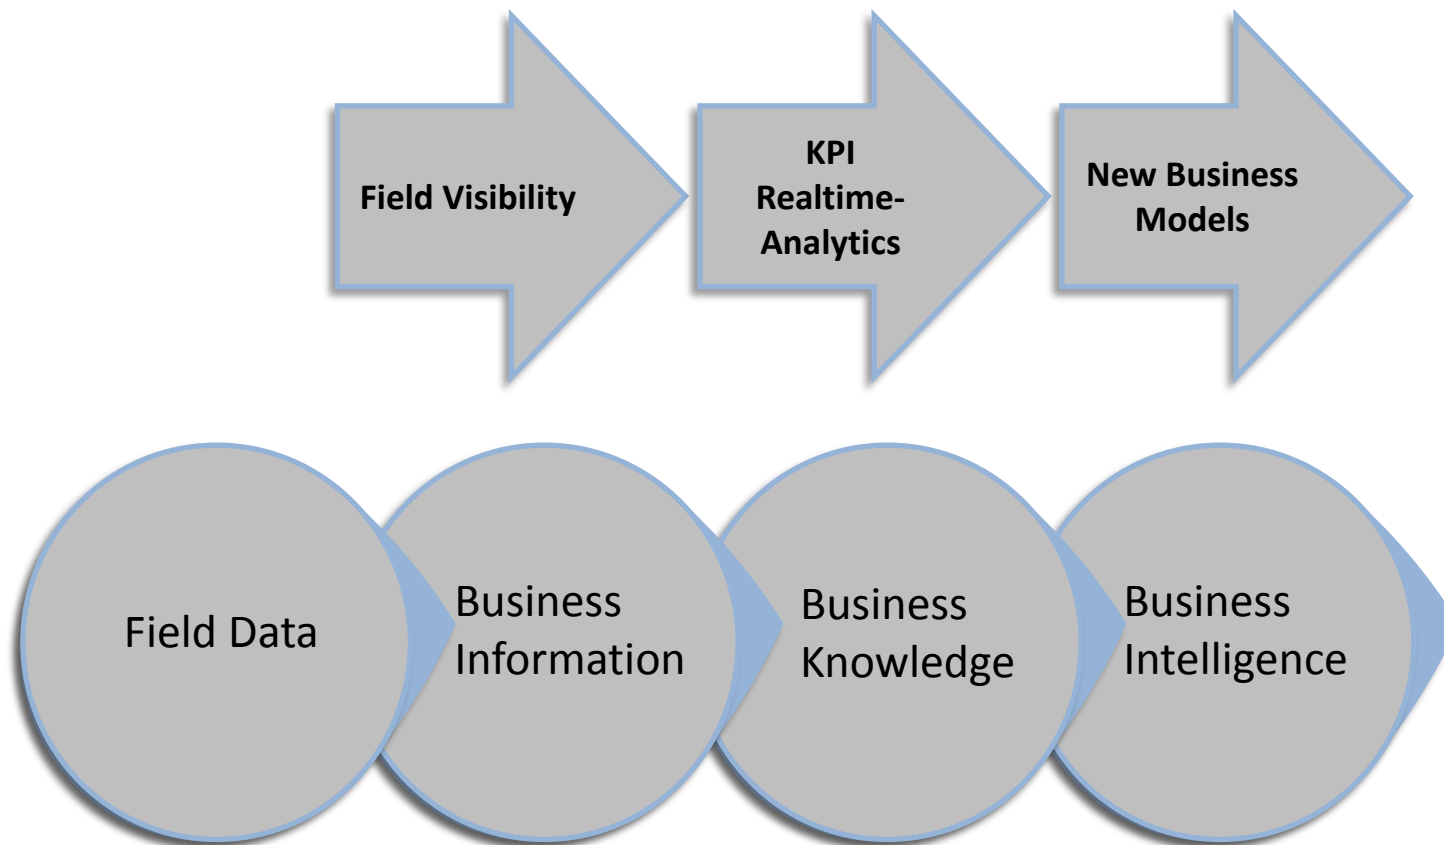 Field Visibility
KPI
Realtime-
Analytics
New Business
Models
Field Data
Business
Information
Business
Knowledge
Business
Intelligence